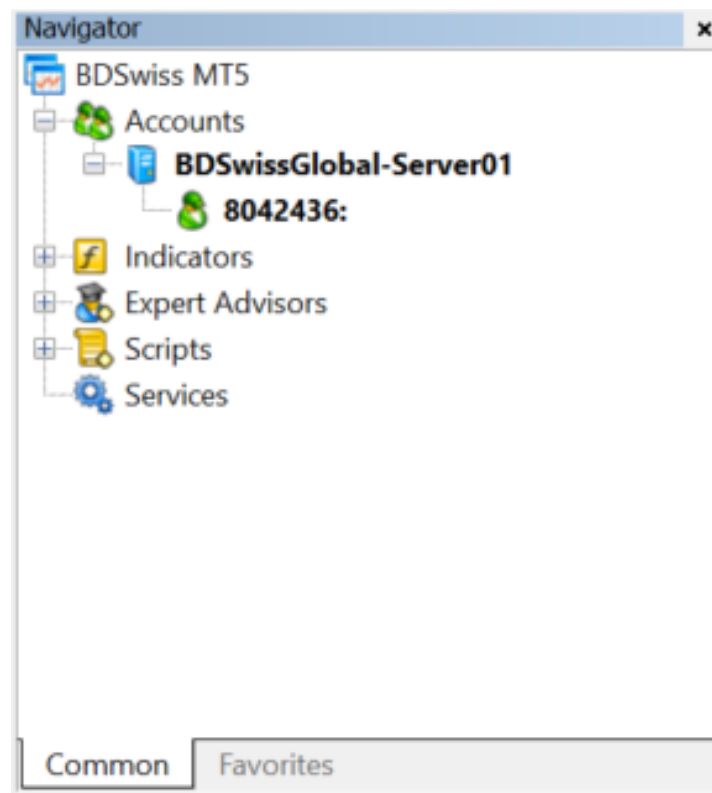 Navigator
BDSwiss MT5
Accounts
BDSwissGlobal-Server01
8042436:
Indicators
Expert Advisors
Scripts
Services
Common Favorites